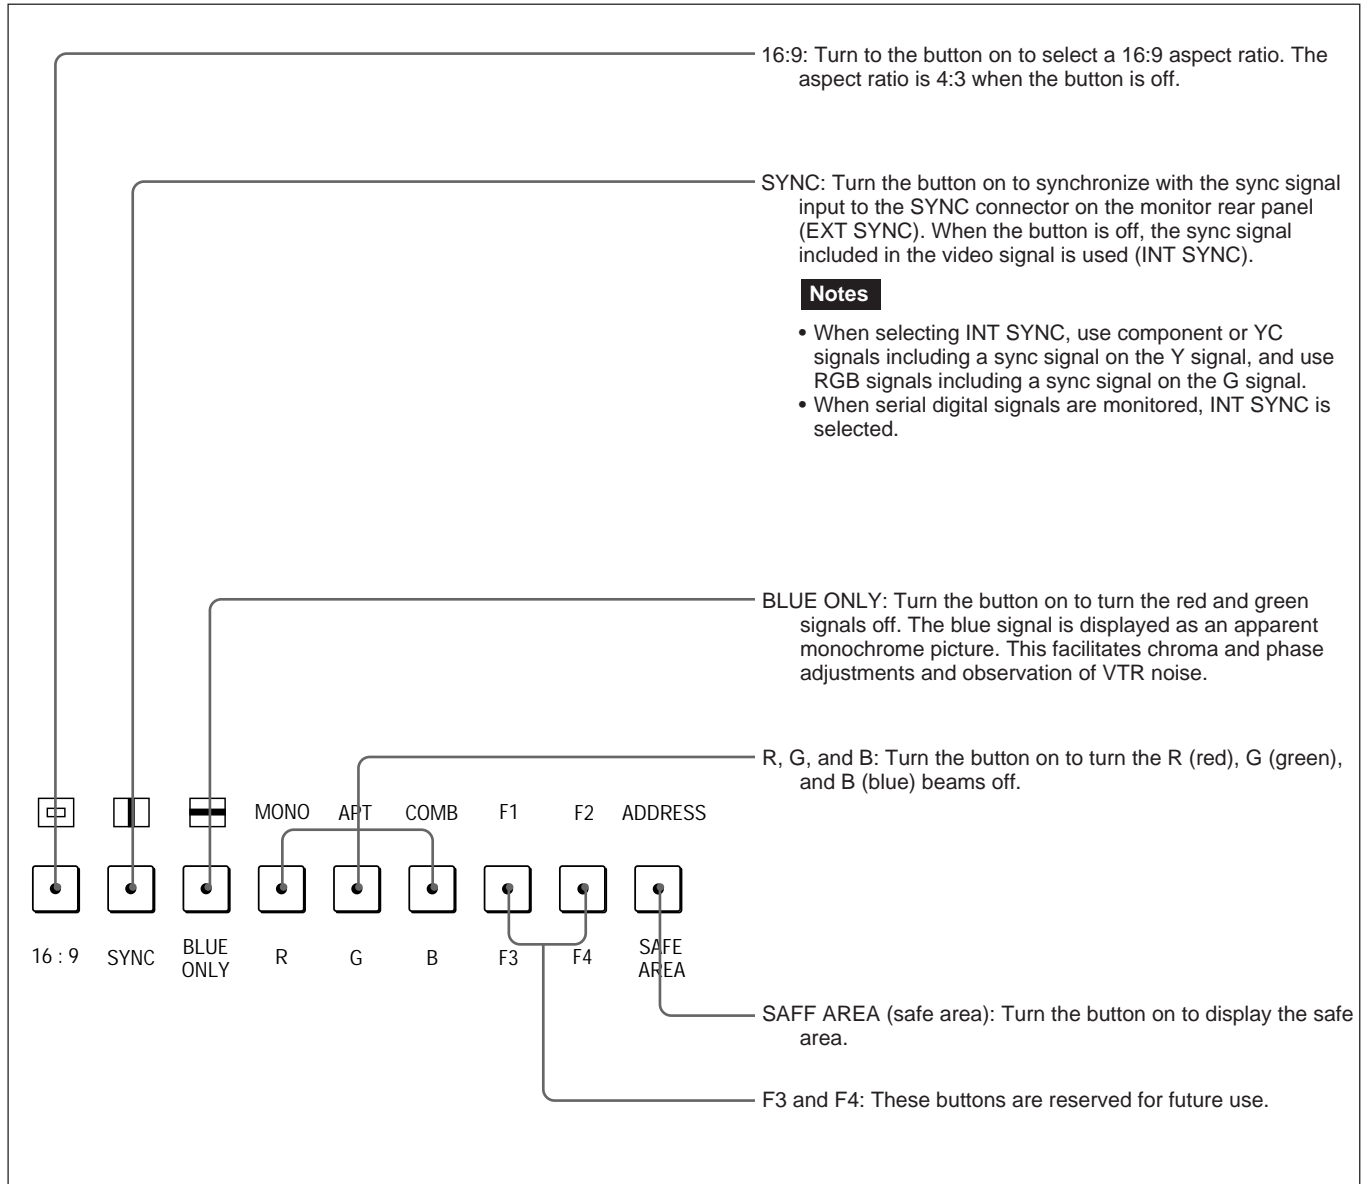 16:9: Turn to the button on to select a 16:9 aspect ratio. The
aspect ratio is 4:3 when the button is off.
SYNC: Turn the button on to synchronize with the sync signal
input to the SYNC connector on the monitor rear panel
(EXT SYNC). When the button is off, the sync signal
included in the video signal is used (INT SYNC).
Notes
• When selecting INT SYNC, use component or YC
signals including a sync signal on the Y signal, and use
RGB signals including a sync signal on the G signal.
• When serial digital signals are monitored, INT SYNC is
selected.
BLUE ONLY: Turn the button on to turn the red and green
signals off. The blue signal is displayed as an apparent
monochrome picture. This facilitates chroma and phase
adjustments and observation of VTR noise.
R, G, and B: Turn the button on to turn the R (red), G (green),
and B (blue) beams off.
MONO APT COMB F1 F2 ADDRESS
16 : 9 SYNC BLUE ONLY R G B F3 F4 SAFE AREA
SAFF AREA (safe area): Turn the button on to display the safe
area.
F3 and F4: These buttons are reserved for future use.